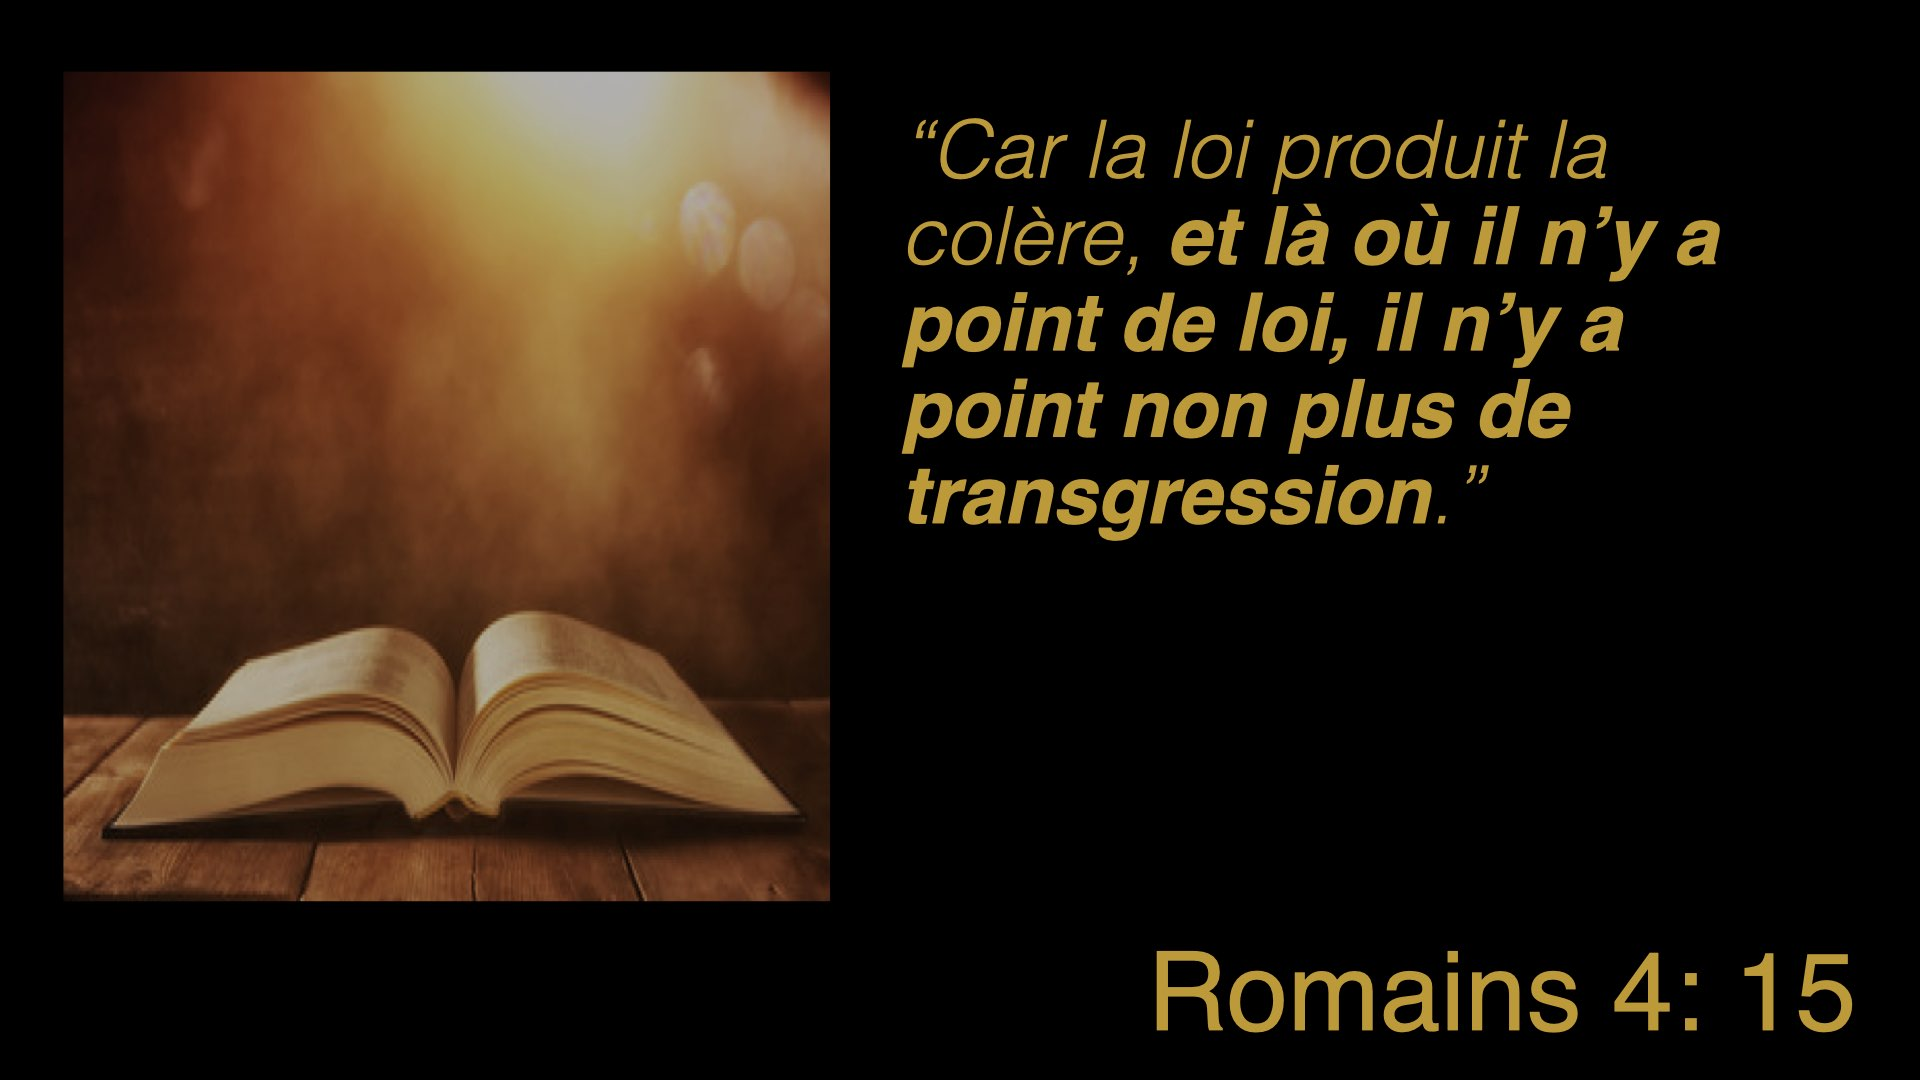 “Car la loi produit la
colère, et là où il n’y a
point de loi, il n’y a
point non plus de
transgression.”
Romains 4: 15